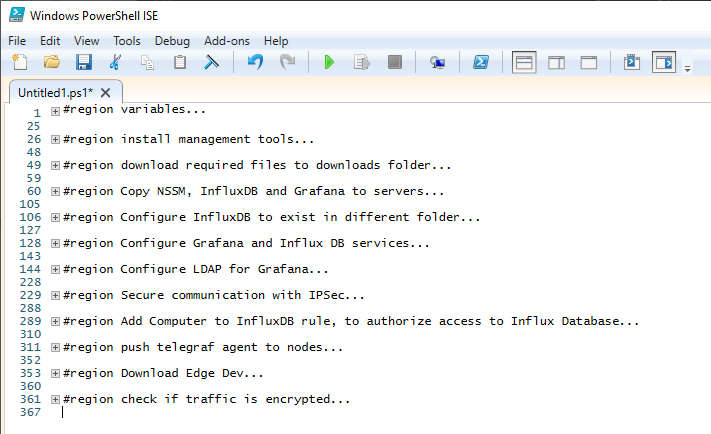 Windows PowerShell ISE
File Edit View Tools Debug Add-ons Help
Untitled1.ps1*
1 #region variables...
25
26 #region install management tools...
48
49 #region download required files to downloads folder...
59
60 #region Copy NSSM, InfluxDB and Grafana to servers...
105
106 #region Configure InfluxDB to exist in different folder...
127
128 #region Configure Grafana and Influx DB services...
143
144 #region Configure LDAP for Grafana...
228
229 #region Secure communication with IPSec...
288
289 #region Add Computer to InfluxDB rule, to authorize access to Influx Database...
310
311 #region push telegraf agent to nodes...
352
353 #region Download Edge Dev...
360
361 #region check if traffic is encrypted...
367